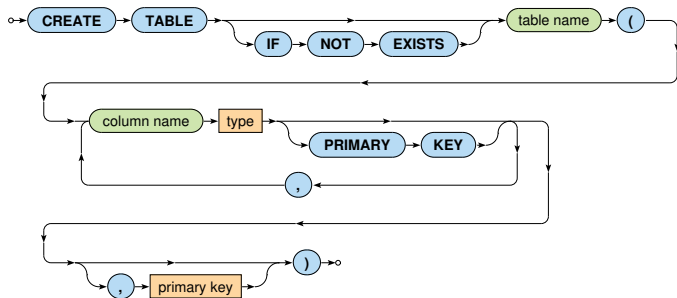 CREATE TABLE table name (
IF NOT EXISTS
column name type
PRIMARY KEY
,
)
, primary key